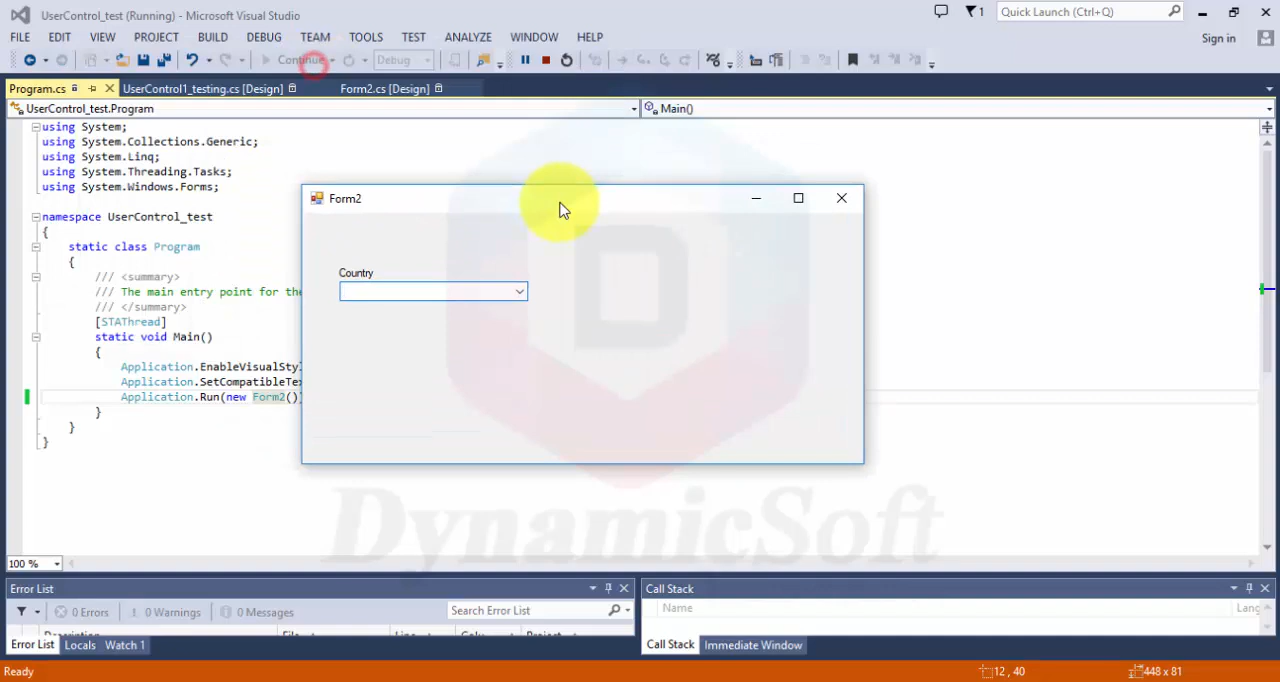 UserControl_test (Running) - Microsoft Visual Studio
Quick Launch (Ctrl+Q)
FILE EDIT VIEW PROJECT BUILD DEBUG TEAM TOOLS TEST ANALYZE WINDOW HELP
Sign in
Continue Debug
Program.cs UserControl1_testing.cs [Design] Form2.cs [Design]
UserControl_test.Program Main()
using System;
using System.Collections.Generic;
using System.Linq;
using System.Threading.Tasks;
using System.Windows.Forms;
namespace UserControl_test
{
static class Program
{
/// <summary>
/// The main entry point for the
/// </summary>
[STAThread]
static void Main()
{
Application.EnableVisualSty
Application.SetCompatibleTex
Application.Run(new Form2())
}
}
}
Form2
Country
D
DynamicSoft
100 %
Error List
0 Errors 0 Warnings 0 Messages
Search Error List
Error List Locals Watch 1
Call Stack
Name Lang
Call Stack Immediate Window
Ready
12 , 40
448 x 81